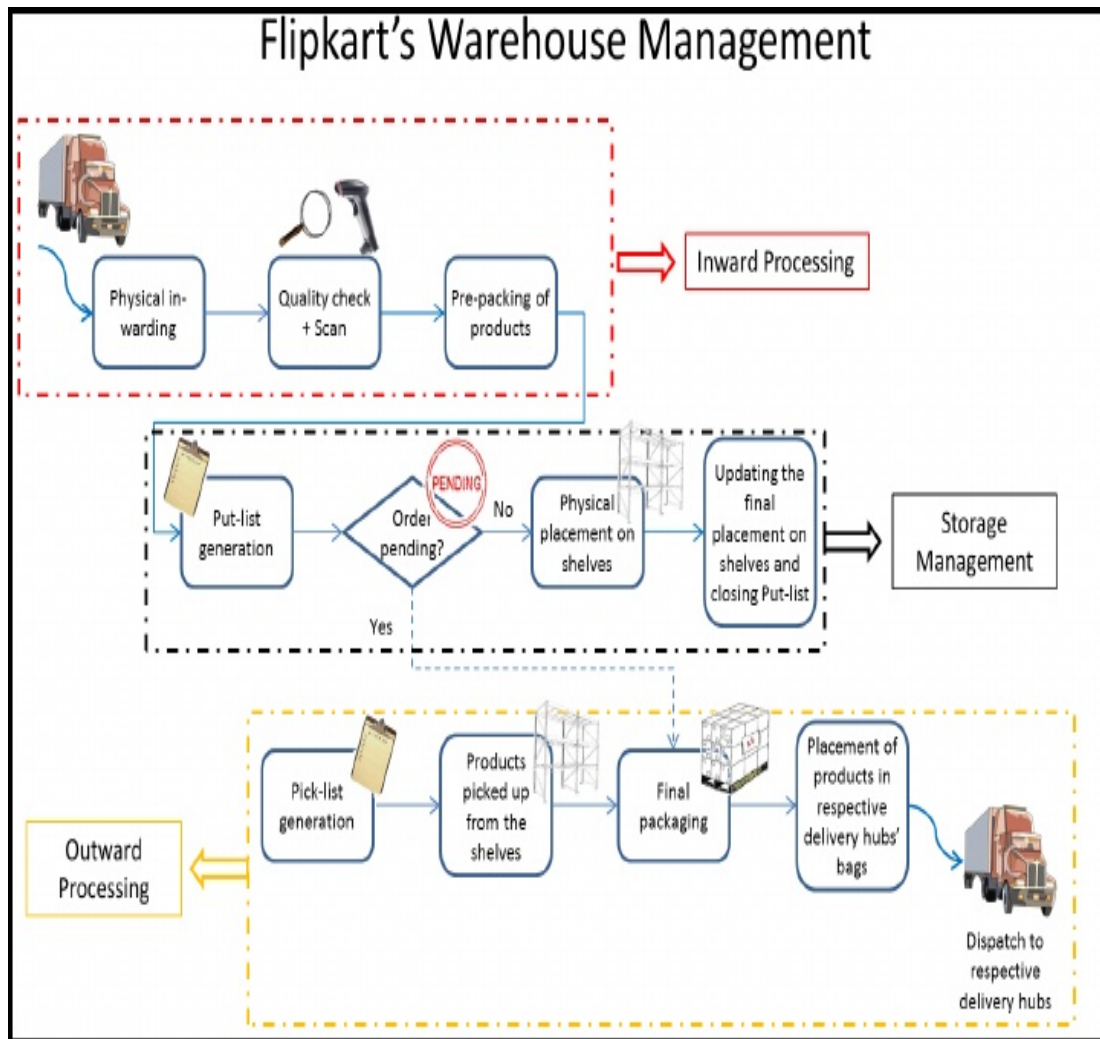 Flipkart's Warehouse Management
Physical in-
warding
Quality check
+ Scan
Pre-packing of
products
Inward Processing
Put-list
generation
Order
pending?
PENDING
No
Yes
Physical
placement on
shelves
Updating the
final
placement on
shelves and
closing Put-list
Storage
Management
Pick-list
generation
Products
picked up
from the
shelves
Final
packaging
Placement of
products in
respective
delivery hubs'
bags
Dispatch to
respective
delivery hubs
Outward
Processing